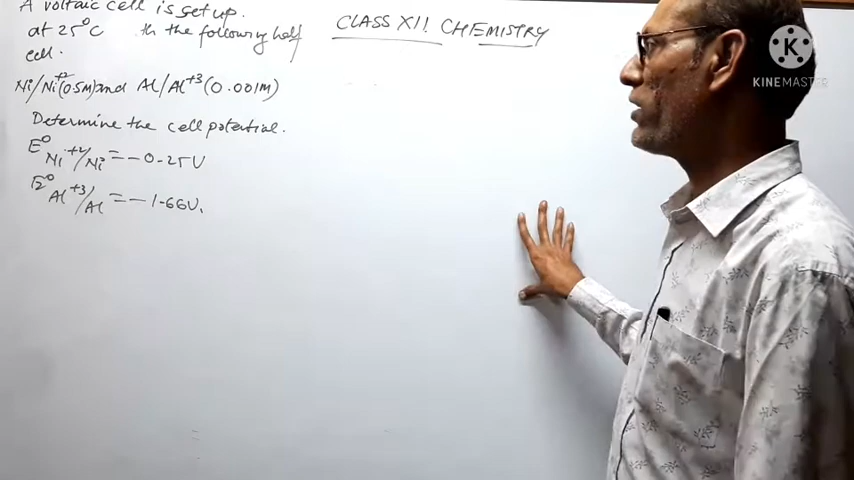 A voltaic cell is set up.
at 25°C th the following half
cell.
Ni/Ni+2(0.5M) and Al/Al+3(0.001M)
Determine the cell potential.
E° Ni+2/Ni = -0.25V
E° Al+3/Al = -1.66V.
CLASS XII CHEMISTRY
K
KINEMASTER